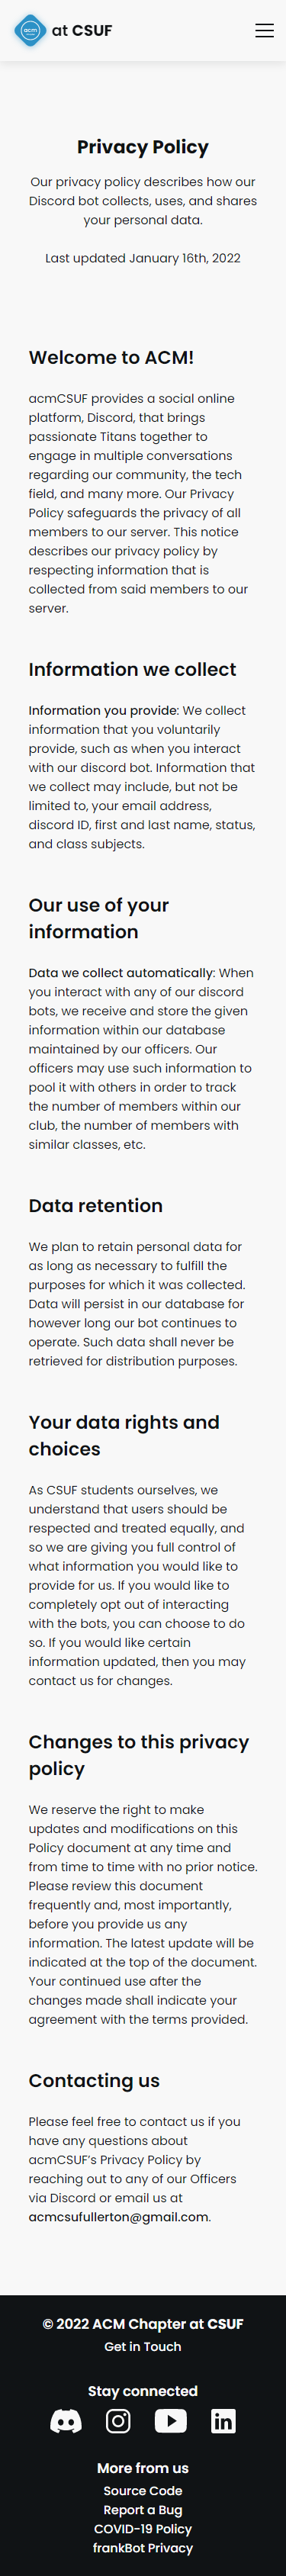 acm
at CSUF
Privacy Policy
Our privacy policy describes how our
Discord bot collects, uses, and shares
your personal data.
Last updated January 16th, 2022
Welcome to ACM!
acmCSUF provides a social online
platform, Discord, that brings
passionate Titans together to
engage in multiple conversations
regarding our community, the tech
field, and many more. Our Privacy
Policy safeguards the privacy of all
members to our server. This notice
describes our privacy policy by
respecting information that is
collected from said members to our
server.
Information we collect
Information you provide: We collect
information that you voluntarily
provide, such as when you interact
with our discord bot. Information that
we collect may include, but not be
limited to, your email address,
discord ID, first and last name, status,
and class subjects.
Our use of your
information
Data we collect automatically: When
you interact with any of our discord
bots, we receive and store the given
information within our database
maintained by our officers. Our
officers may use such information to
pool it with others in order to track
the number of members within our
club, the number of members with
similar classes, etc.
Data retention
We plan to retain personal data for
as long as necessary to fulfill the
purposes for which it was collected.
Data will persist in our database for
however long our bot continues to
operate. Such data shall never be
retrieved for distribution purposes.
Your data rights and
choices
As CSUF students ourselves, we
understand that users should be
respected and treated equally, and
so we are giving you full control of
what information you would like to
provide for us. If you would like to
completely opt out of interacting
with the bots, you can choose to do
so. If you would like certain
information updated, then you may
contact us for changes.
Changes to this privacy
policy
We reserve the right to make
updates and modifications on this
Policy document at any time and
from time to time with no prior notice.
Please review this document
frequently and, most importantly,
before you provide us any
information. The latest update will be
indicated at the top of the document.
Your continued use after the
changes made shall indicate your
agreement with the terms provided.
Contacting us
Please feel free to contact us if you
have any questions about
acmCSUF's Privacy Policy by
reaching out to any of our Officers
via Discord or email us at
acmcsufullerton@gmail.com.
© 2022 ACM Chapter at CSUF
Get in Touch
Stay connected
in
More from us
Source Code
Report a Bug
COVID-19 Policy
frankBot Privacy